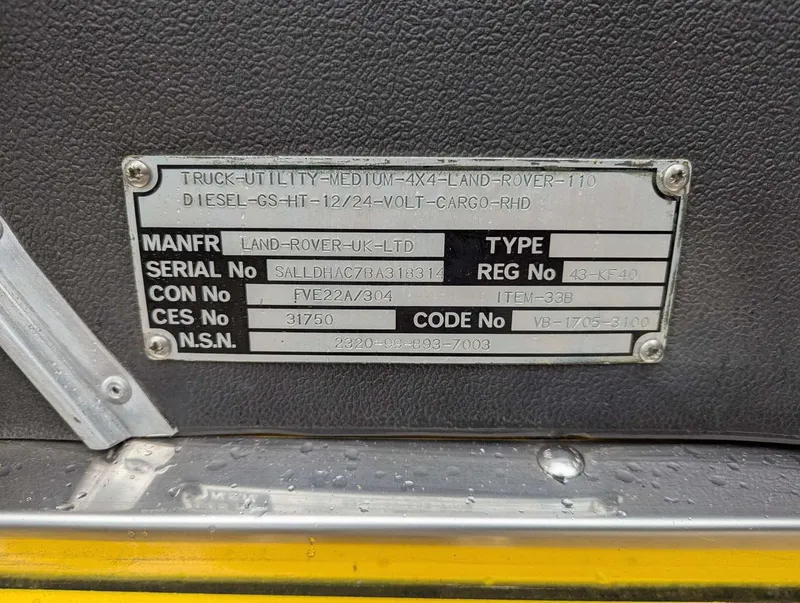 TRUCK-UTILITY-MEDIUM-4X4-LAND-ROVER-110
DIESEL-GS-HT-12/24-VOLT-CARGO-RHD
MANFR LAND-ROVER-UK-LTD TYPE
SERIAL No SALLDHAC7BA318314 REG No 43-KF40
CON No FVE22A/304 ITEM-33B
CES No 31750 CODE No VB-1705-3100
N.S.N. 2320-99-893-7003